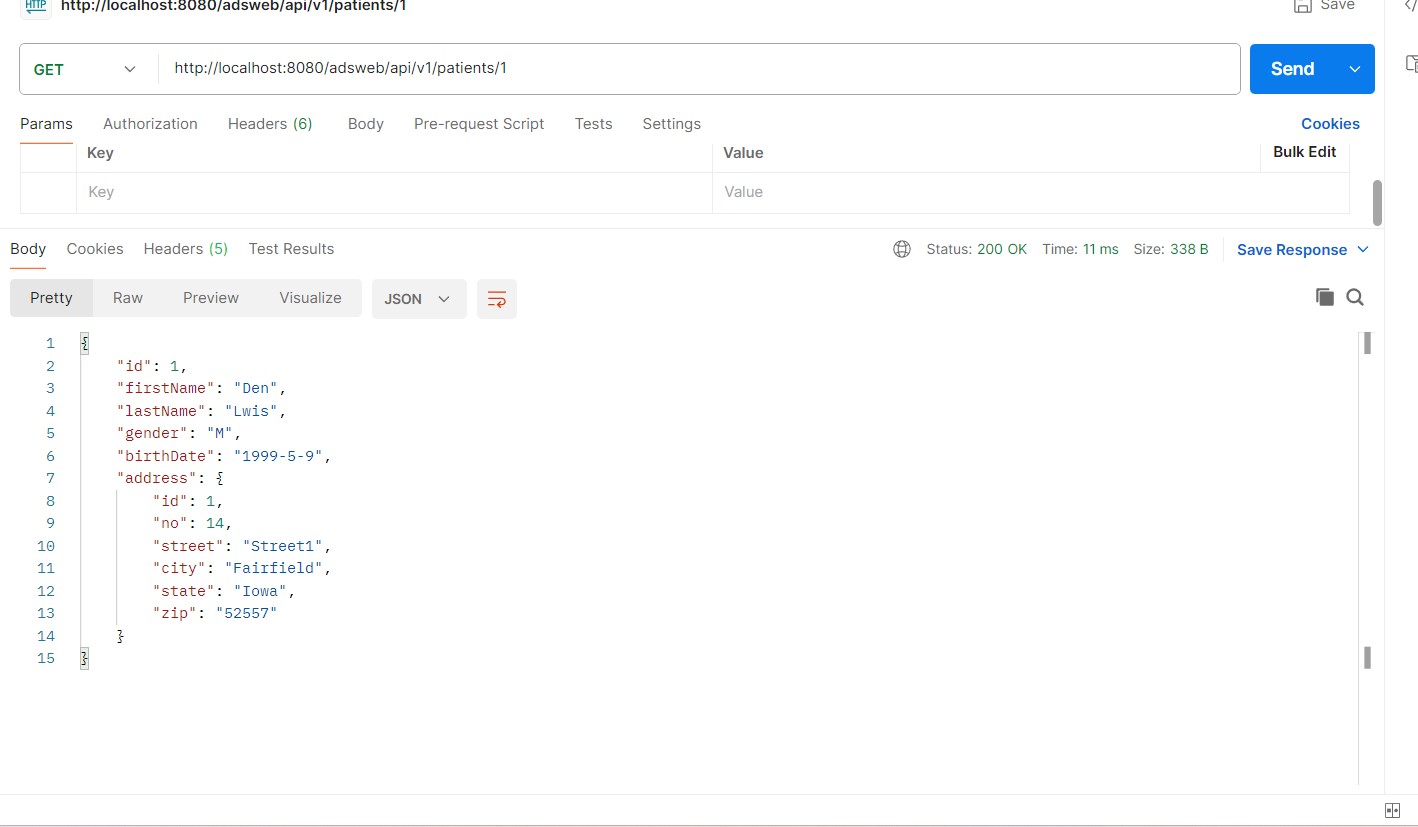 HTTP http://localhost:8080/adsweb/api/v1/patients/1 Save
GET http://localhost:8080/adsweb/api/v1/patients/1 Send
Params Authorization Headers (6) Body Pre-request Script Tests Settings Cookies
Key Value Bulk Edit
Key Value
Body Cookies Headers (5) Test Results Status: 200 OK Time: 11 ms Size: 338 B Save Response
Pretty Raw Preview Visualize JSON
1 {
2 "id": 1,
3 "firstName": "Den",
4 "lastName": "Lwis",
5 "gender": "M",
6 "birthDate": "1999-5-9",
7 "address": {
8 "id": 1,
9 "no": 14,
10 "street": "Street1",
11 "city": "Fairfield",
12 "state": "Iowa",
13 "zip": "52557"
14 }
15 }